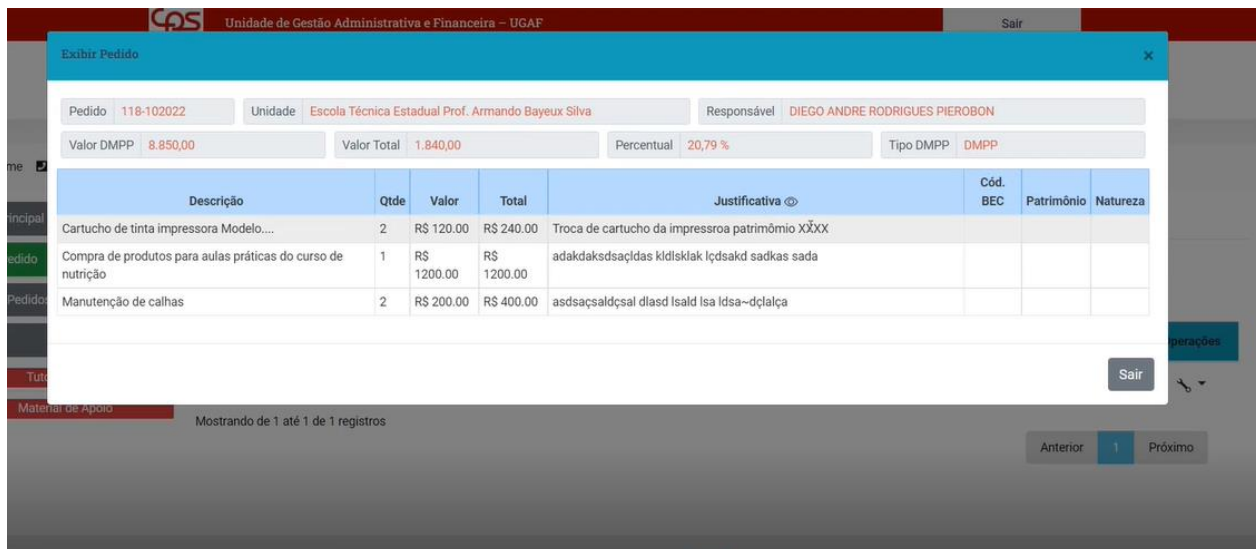 CPS Unidade de Gestão Administrativa e Financeira – UGAF Sair
Exibir Pedido ×
Pedido 118-102022 Unidade Escola Técnica Estadual Prof. Armando Bayeux Silva Responsável DIEGO ANDRE RODRIGUES PIEROBON
Valor DMPP 8.850,00 Valor Total 1.840,00 Percentual 20,79 % Tipo DMPP DMPP
Descrição Qtde Valor Total Justificativa Cód. BEC Patrimônio Natureza
Cartucho de tinta impressora Modelo.... 2 R$ 120.00 R$ 240.00 Troca de cartucho da impressroa patrimômio XXXX
Compra de produtos para aulas práticas do curso de 1 R$ R$ adakdaksdsaçldas kldlsklak lçdsakd sadkas sada
nutrição 1200.00 1200.00
Manutenção de calhas 2 R$ 200.00 R$ 400.00 asdsaçsaldçsal dlasd lsald lsa ldsa~dçlalça
Sair
me
rincipal
edido
Pedidos
perações
Tuto
Material de Apoio
Mostrando de 1 até 1 de 1 registros
Anterior 1 Próximo